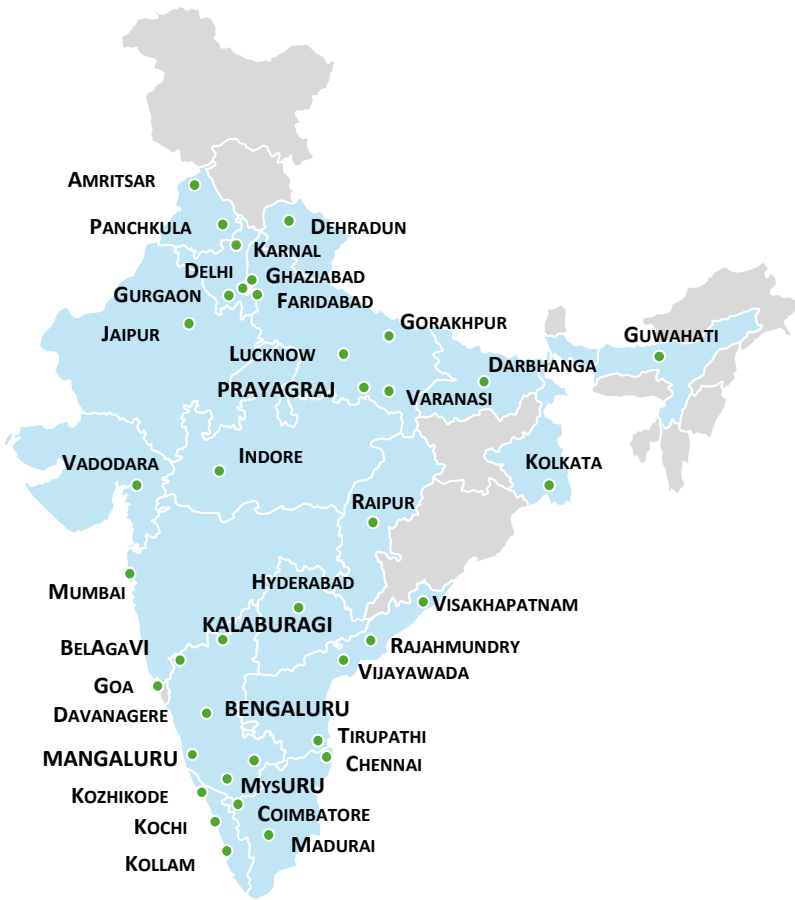 AMRITSAR
PANCHKULA
DEHRADUN
KARNAL
DELHI
GHAZIABAD
GURGAON
FARIDABAD
JAIPUR
GORAKHPUR
LUCKNOW
GUWAHATI
DARBHANGA
PRAYAGRAJ
VARANASI
INDORE
VADODARA
KOLKATA
RAIPUR
HYDERABAD
MUMBAI
VISAKHAPATNAM
KALABURAGI
BELAGAVI
RAJAHMUNDRY
VIJAYAWADA
GOA
DAVANAGERE
BENGALURU
TIRUPATHI
MANGALURU
CHENNAI
MYSURU
KOZHIKODE
COIMBATORE
KOCHI
MADURAI
KOLLAM